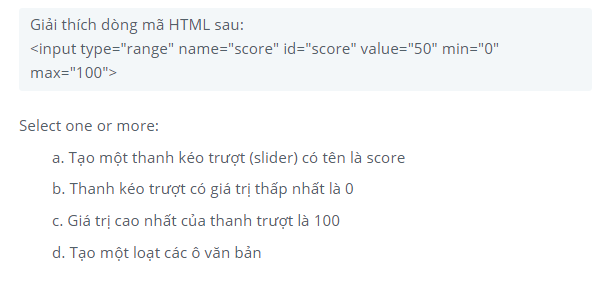 Giải thích dòng mã HTML sau:
<input type="range" name="score" id="score" value="50" min="0"
max="100">
Select one or more:
a. Tạo một thanh kéo trượt (slider) có tên là score
b. Thanh kéo trượt có giá trị thấp nhất là 0
c. Giá trị cao nhất của thanh trượt là 100
d. Tạo một loạt các ô văn bản